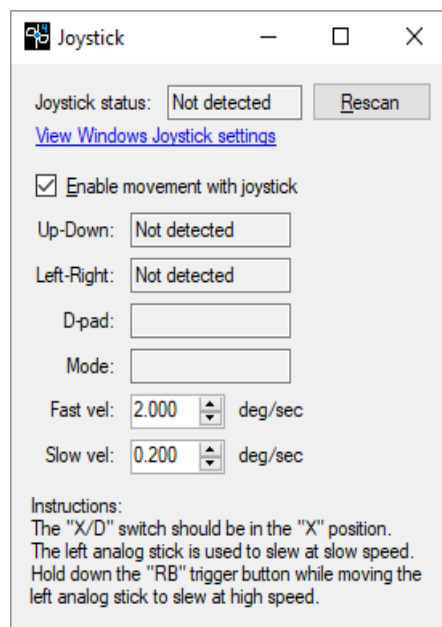 Joystick
Joystick status: Not detected Rescan
View Windows Joystick settings
Enable movement with joystick
Up-Down: Not detected
Left-Right: Not detected
D-pad:
Mode:
Fast vel: 2.000 deg/sec
Slow vel: 0.200 deg/sec
Instructions:
The "X/D" switch should be in the "X" position.
The left analog stick is used to slew at slow speed.
Hold down the "RB" trigger button while moving the
left analog stick to slew at high speed.